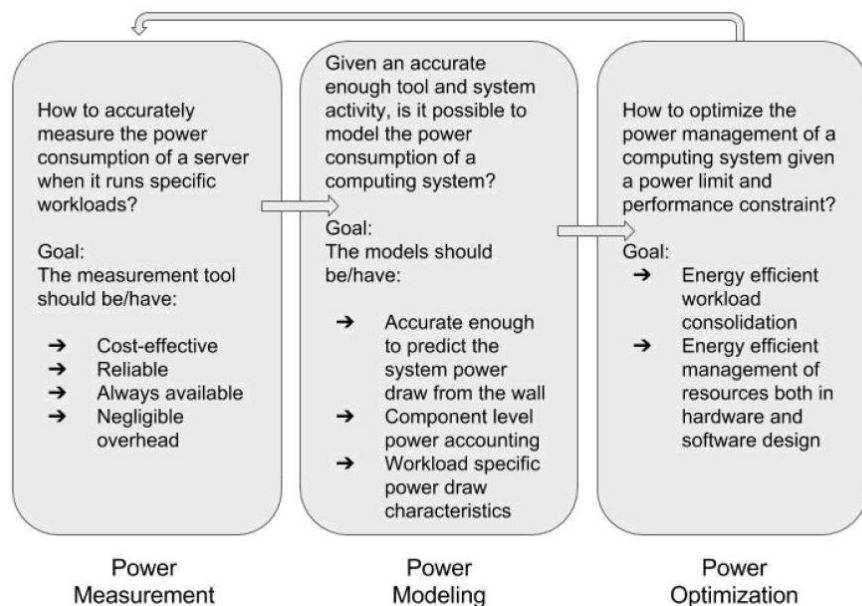 How to accurately
measure the power
consumption of a server
when it runs specific
workloads?
Goal:
The measurement tool
should be/have:
➔ Cost-effective
➔ Reliable
➔ Always available
➔ Negligible
overhead
Power
Measurement
Given an accurate
enough tool and system
activity, is it possible to
model the power
consumption of a
computing system?
Goal:
The models should
be/have:
➔ Accurate enough
to predict the
system power
draw from the wall
➔ Component level
power accounting
➔ Workload specific
power draw
characteristics
Power
Modeling
How to optimize the
power management of a
computing system given
a power limit and
performance constraint?
Goal:
➔ Energy efficient
workload
consolidation
➔ Energy efficient
management of
resources both in
hardware and
software design
Power
Optimization